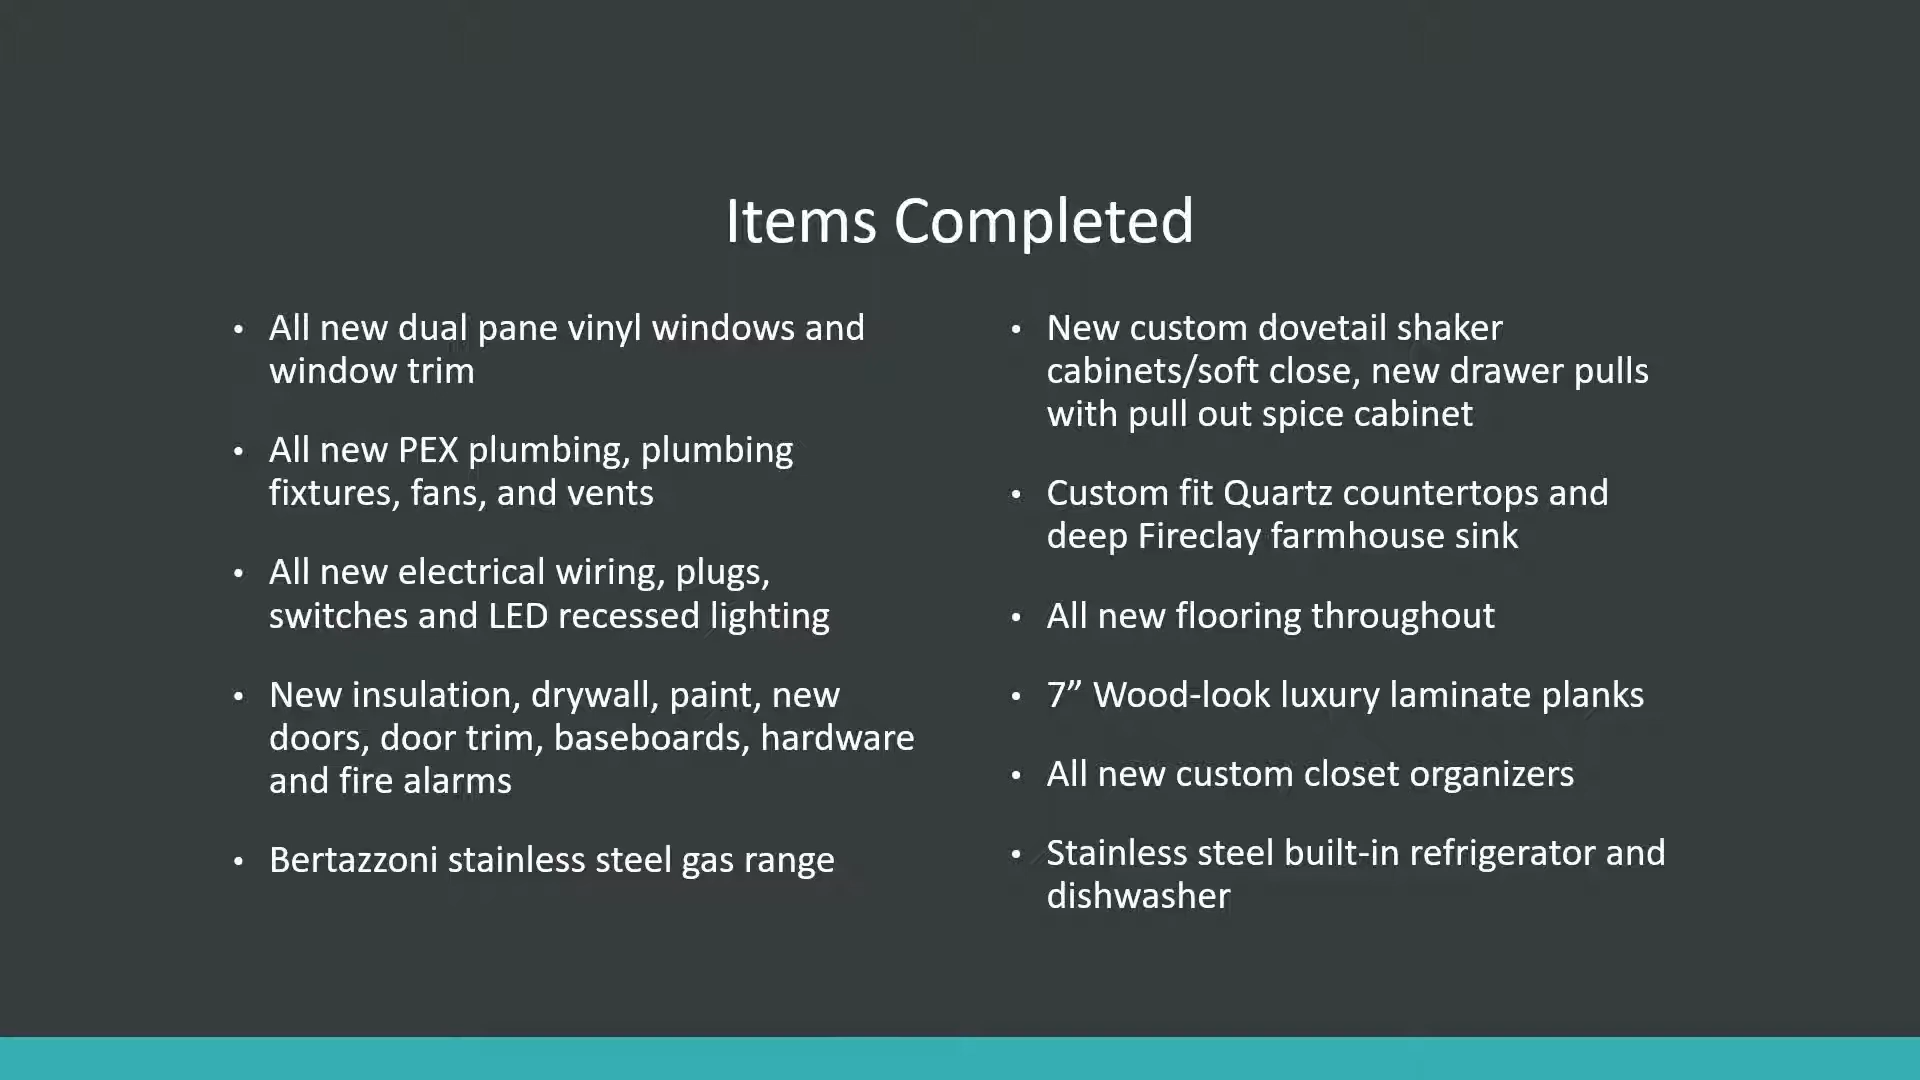 Items Completed
• All new dual pane vinyl windows and
window trim
• All new PEX plumbing, plumbing
fixtures, fans, and vents
• All new electrical wiring, plugs,
switches and LED recessed lighting
• New insulation, drywall, paint, new
doors, door trim, baseboards, hardware
and fire alarms
• Bertazzoni stainless steel gas range
• New custom dovetail shaker
cabinets/soft close, new drawer pulls
with pull out spice cabinet
• Custom fit Quartz countertops and
deep Fireclay farmhouse sink
• All new flooring throughout
• 7” Wood-look luxury laminate planks
• All new custom closet organizers
• Stainless steel built-in refrigerator and
dishwasher